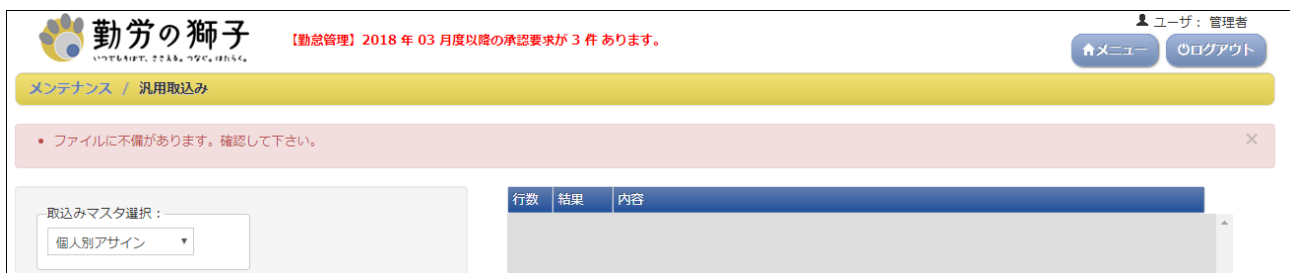 勤労の獅子
いつでもITで、ささえる。つなぐ。はたらく。
【勤怠管理】2018 年 03 月度以降の承認要求が 3 件 あります。
ユーザ： 管理者
メニュー
ログアウト
メンテナンス / 汎用取込み
• ファイルに不備があります。確認して下さい。
×
取込みマスタ選択：
個人別アサイン
行数 結果 内容